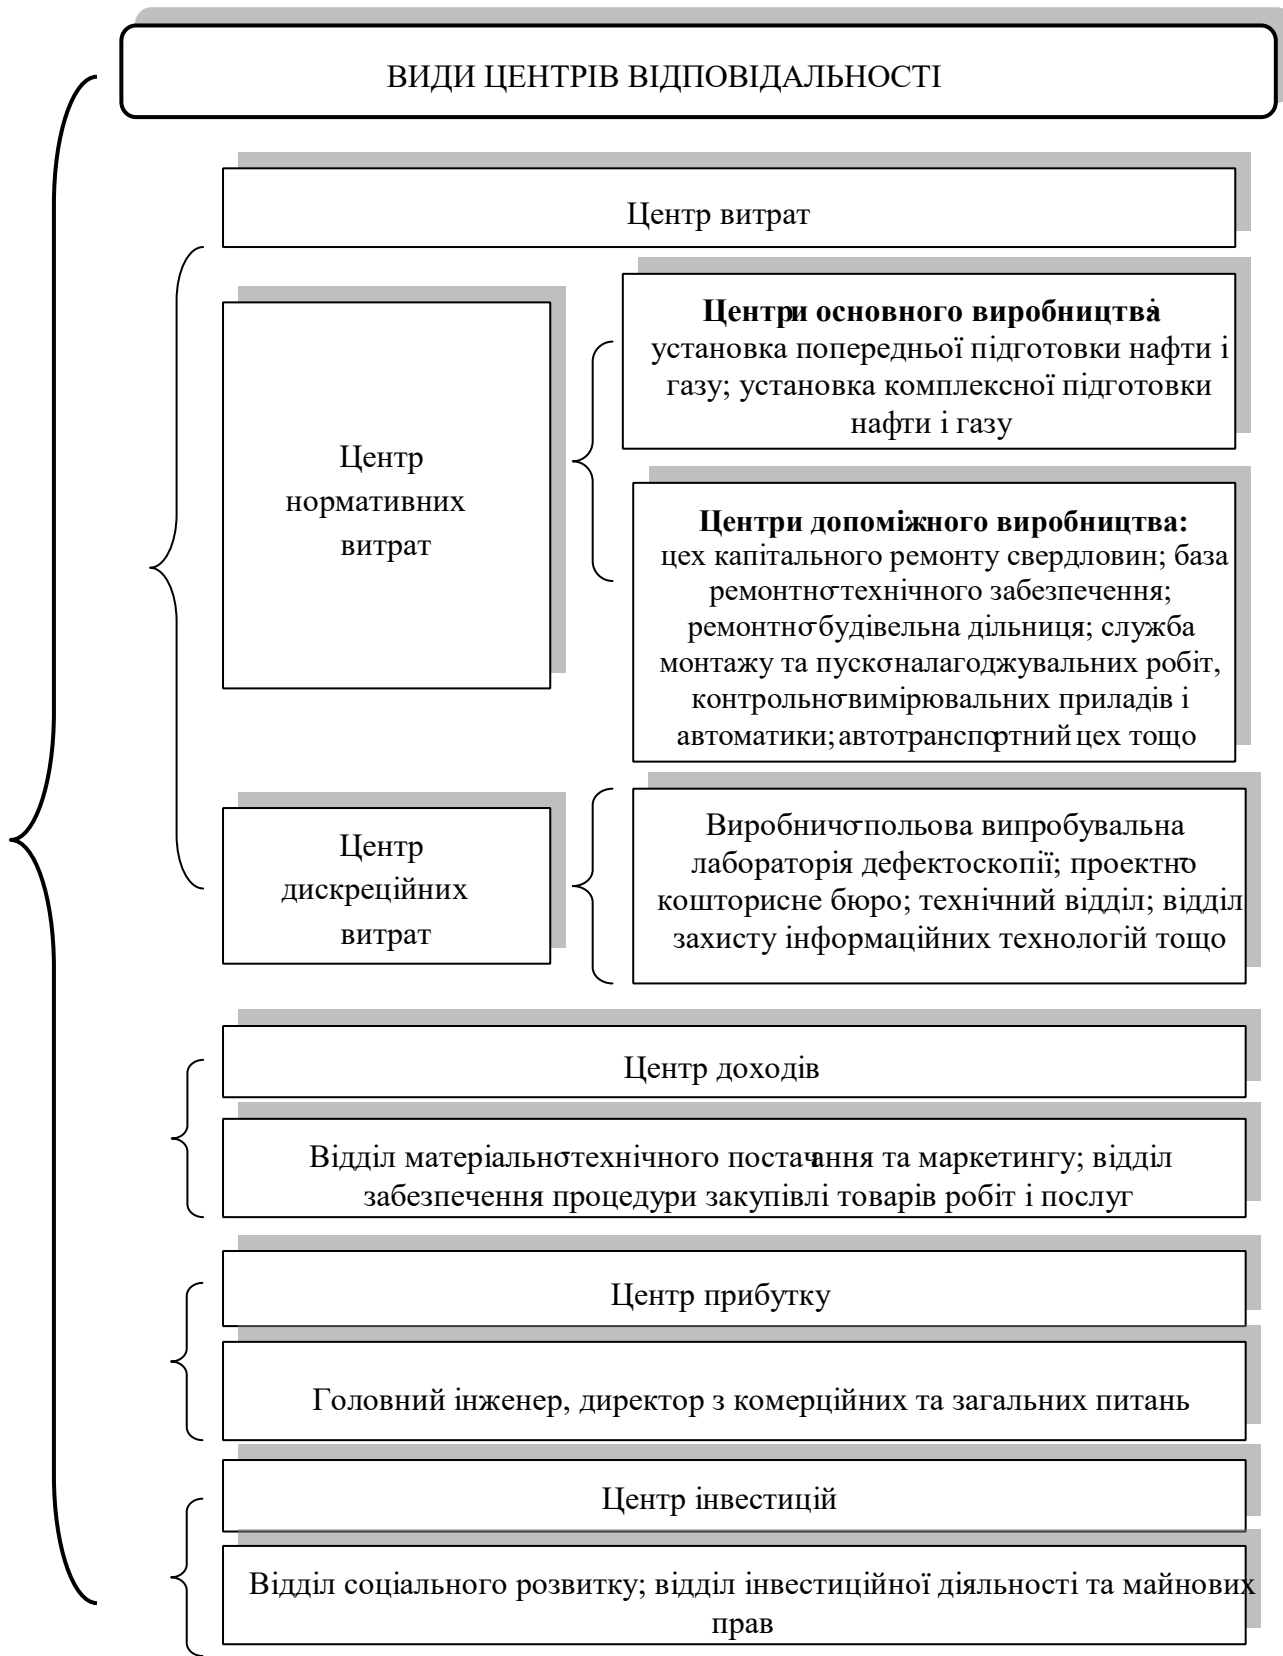 ВИДИ ЦЕНТРІВ ВІДПОВІДАЛЬНОСТІ
Центр витрат
Центр
нормативних
витрат
Центри основного виробництва:
установка попередньої підготовки нафти і
газу; установка комплексної підготовки
нафти і газу
Центри допоміжного виробництва:
цех капітального ремонту свердловин; база
ремонтно-технічного забезпечення;
ремонтно-будівельна дільниця; служба
монтажу та пуско-налагоджувальних робіт,
контрольно-вимірювальних приладів і
автоматики; автотранспортний цех тощо
Центр
дискреційних
витрат
Виробничо-польова випробувальна
лабораторія дефектоскопії; проектно-
кошторисне бюро; технічний відділ; відділ
захисту інформаційних технологій тощо
Центр доходів
Відділ матеріально-технічного постачання та маркетингу; відділ
забезпечення процедури закупівлі товарів робіт і послуг
Центр прибутку
Головний інженер, директор з комерційних та загальних питань
Центр інвестицій
Відділ соціального розвитку; відділ інвестиційної діяльності та майнових
прав